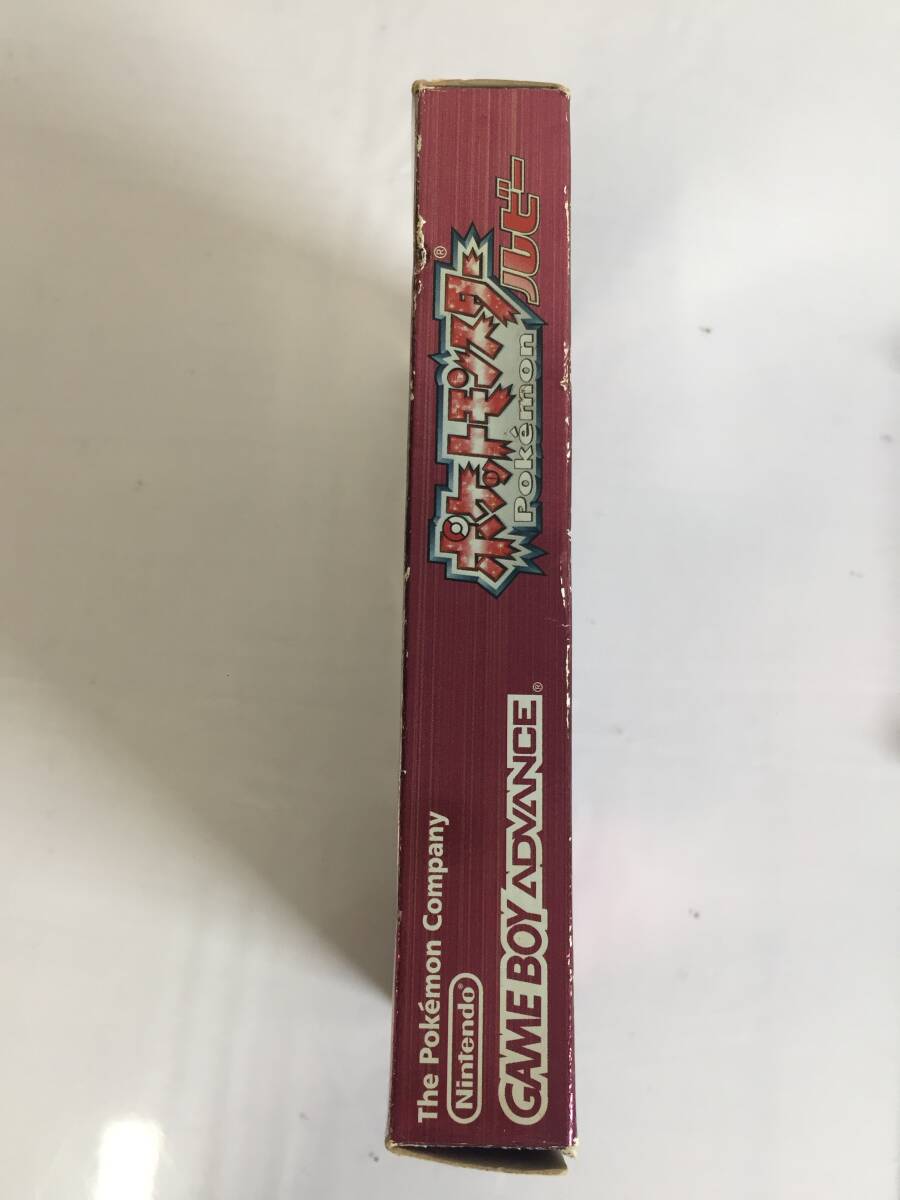 The Pokémon Company
Nintendo®
GAME BOY ADVANCE®
ポケットモンスター®
Pokémon
ルビー